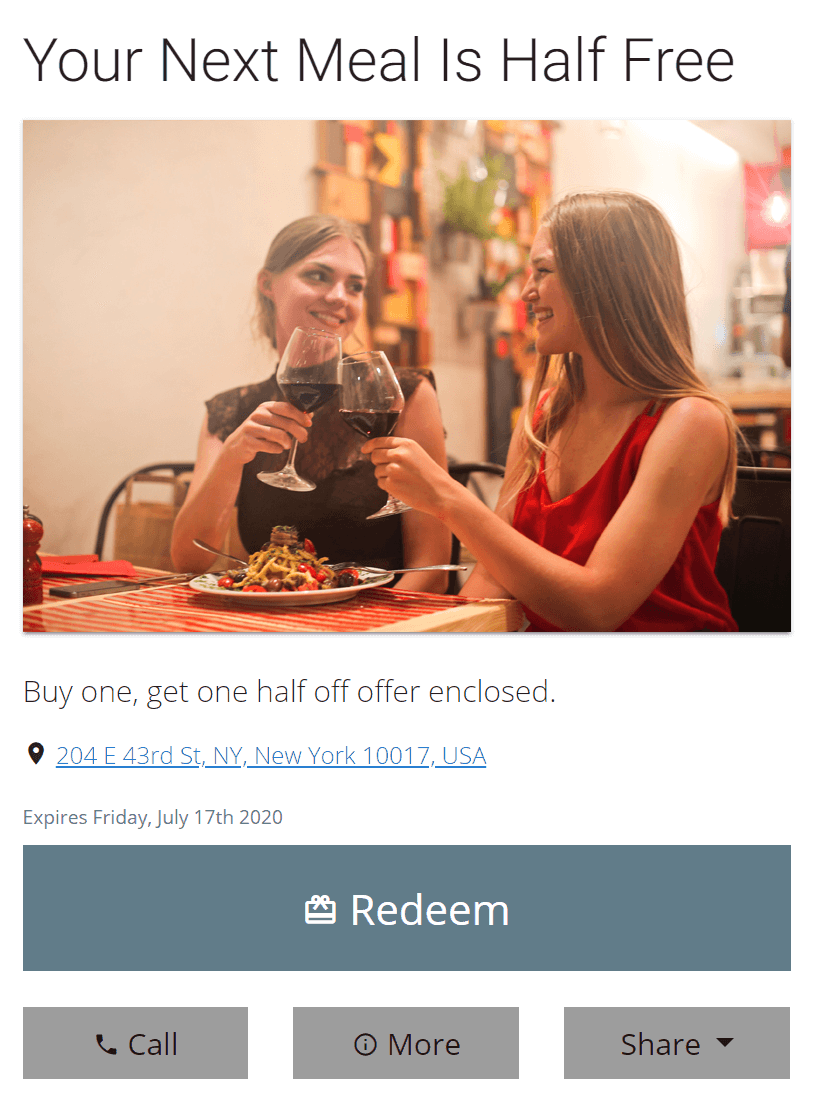 Your Next Meal Is Half Free
Buy one, get one half off offer enclosed.
204 E 43rd St, NY, New York 10017, USA
Expires Friday, July 17th 2020
Redeem
Call
More
Share